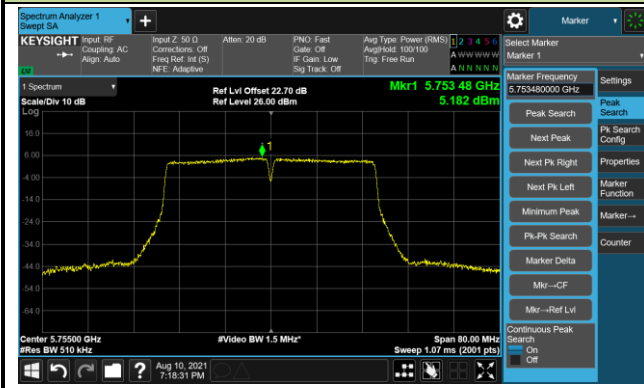 Spectrum Analyzer 1
Swept SA
Marker
KEYSIGHT
Input: RF
Coupling: AC
Align: Auto
Input Z: 50 Ω
Corrections: Off
Freq Ref: Int (S)
NFE: Adaptive
Atten: 20 dB
PNO: Fast
Gate: Off
IF Gain: Low
Sig Track: Off
Avg Type: Power (RMS)
Avg|Hold: 100/100
Trig: Free Run
1 2 3 4 5 6
A W W W W W
A N N N N N
Select Marker
Marker 1
1 Spectrum
Scale/Div 10 dB
Log
Ref Lvl Offset 22.70 dB
Ref Level 26.00 dBm
Mkr1 5.753 48 GHz
5.182 dBm
16.0
6.00
-4.00
-14.0
-24.0
-34.0
-44.0
-54.0
-64.0
1
Center 5.75500 GHz
#Res BW 510 kHz
#Video BW 1.5 MHz*
Span 80.00 MHz
Sweep 1.07 ms (2001 pts)
Marker Frequency
5.753480000 GHz
Peak Search
Next Peak
Next Pk Right
Next Pk Left
Minimum Peak
Pk-Pk Search
Marker Delta
Mkr→CF
Mkr→Ref Lvl
Continuous Peak
Search
On
Off
Settings
Peak
Search
Pk Search
Config
Properties
Marker
Function
Marker→
Counter
?
Aug 10, 2021
7:18:31 PM